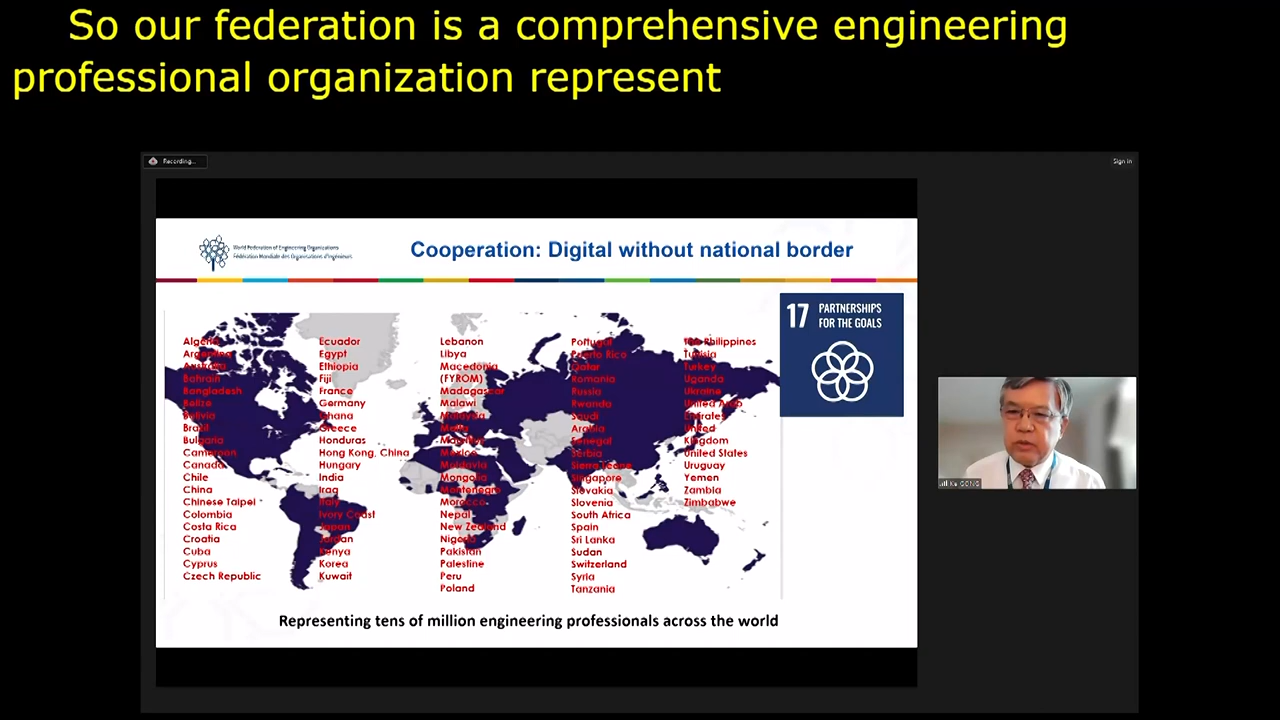 So our federation is a comprehensive engineering
professional organization represent
Recording...
Sign in
World Federation of Engineering Organizations
Fédération Mondiale des Organisations d'Ingénieurs
Cooperation: Digital without national border
17 PARTNERSHIPS
FOR THE GOALS
Algeria
Argentina
Australia
Bahrain
Bangladesh
Belize
Bolivia
Brazil
Bulgaria
Cameroon
Canada
Chile
China
Chinese Taipei
Colombia
Costa Rica
Croatia
Cuba
Cyprus
Czech Republic
Ecuador
Egypt
Ethiopia
Fiji
France
Germany
Ghana
Greece
Honduras
Hong Kong, China
Hungary
India
Iraq
Italy
Ivory Coast
Japan
Jordan
Kenya
Korea
Kuwait
Lebanon
Libya
Macedonia
(FYROM)
Madagascar
Malawi
Malaysia
Malta
Mauritius
Mexico
Moldavia
Mongolia
Montenegro
Morocco
Nepal
New Zealand
Nigeria
Pakistan
Palestine
Peru
Poland
Portugal
Puerto Rico
Qatar
Romania
Russia
Rwanda
Saudi
Arabia
Senegal
Serbia
Sierra Leone
Singapore
Slovakia
Slovenia
South Africa
Spain
Sri Lanka
Sudan
Switzerland
Syria
Tanzania
The Philippines
Tunisia
Turkey
Uganda
Ukraine
United Arab
Emirates
United
Kingdom
United States
Uruguay
Yemen
Zambia
Zimbabwe
Representing tens of million engineering professionals across the world
Ke GONG